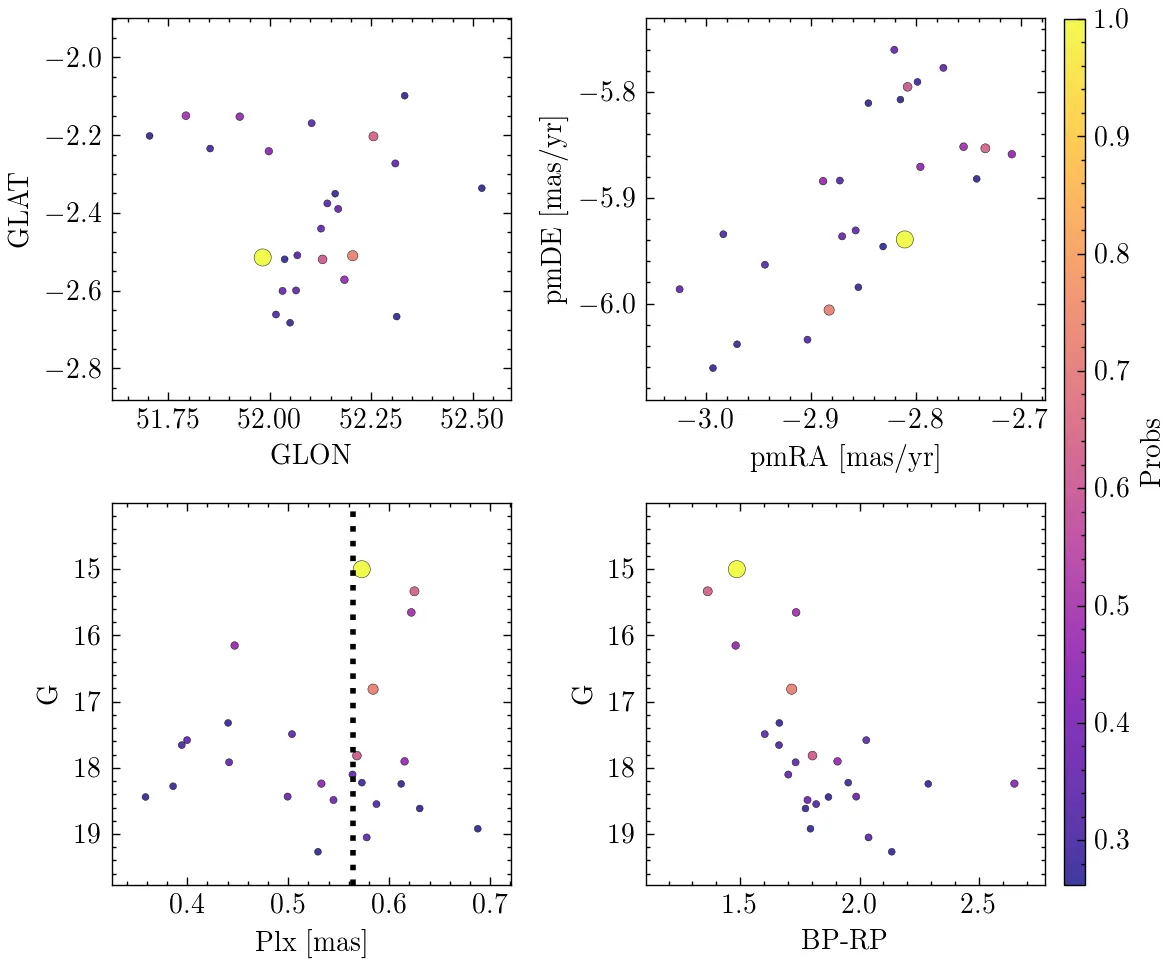 −2.0
−2.2
−2.4
−2.6
−2.8
GLAT
51.75 52.00 52.25 52.50
GLON
−5.8
−5.9
−6.0
pmDE [mas/yr]
−3.0 −2.9 −2.8 −2.7
pmRA [mas/yr]
15
16
17
18
19
G
0.4 0.5 0.6 0.7
Plx [mas]
15
16
17
18
19
G
1.5 2.0 2.5
BP-RP
1.0
0.9
0.8
0.7
0.6
0.5
0.4
0.3
Probs